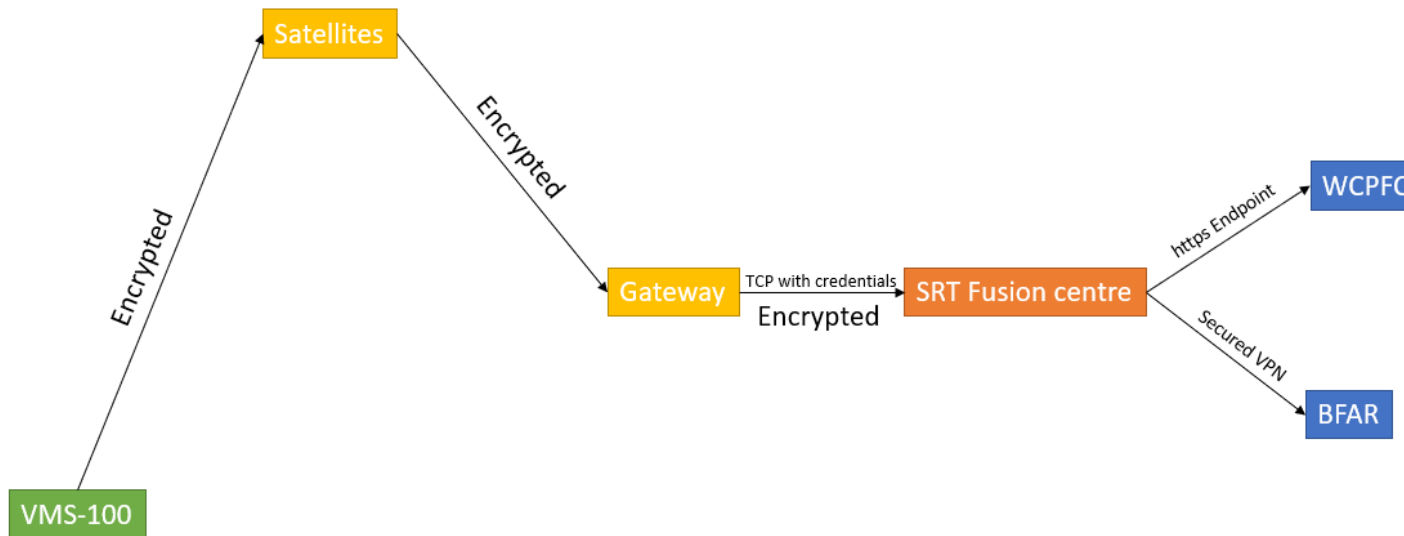 Satellites
Encrypted
Encrypted
VMS-100
Gateway
TCP with credentials
Encrypted
SRT Fusion centre
https Endpoint
WCPFC
Secured VPN
BFAR